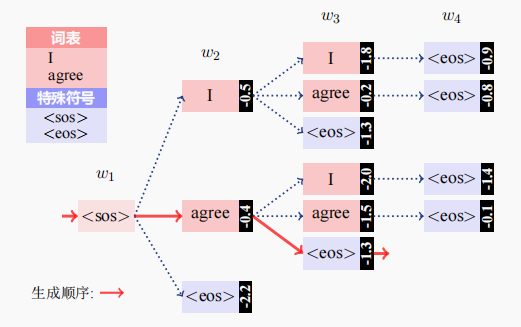 词表
I
agree
特殊符号
<sos>
<eos>
w1
<sos>
w2
I -0.5
agree -0.4
<eos> -2.2
w3
I -1.8
agree -0.2
<eos> -1.3
I -2.0
agree -1.5
<eos> -1.3
w4
<eos> -0.9
<eos> -0.8
<eos> -1.4
<eos> -0.1
生成顺序: